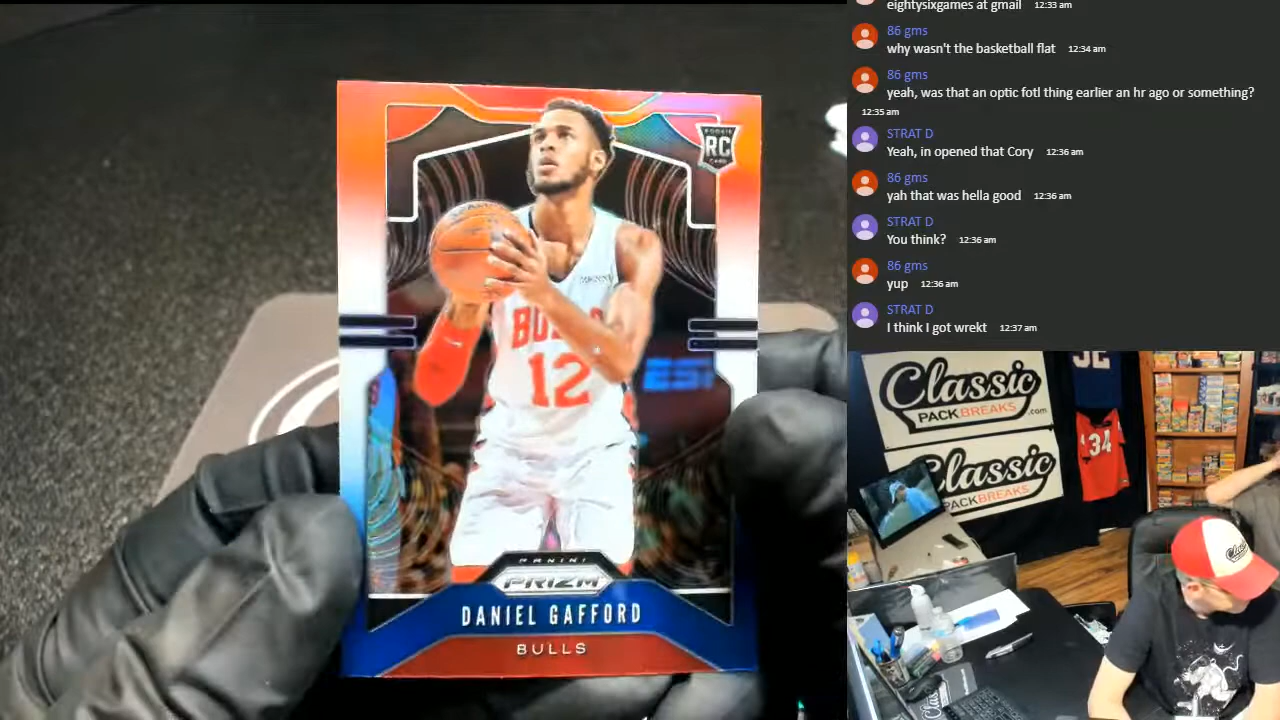 ROOKIE
RC
CARD
BULLS
12
PANINI
PRIZM
DANIEL GAFFORD
BULLS
eightysixgames at gmail 12:33 am
86 gms
why wasn't the basketball flat 12:34 am
86 gms
yeah, was that an optic fotl thing earlier an hr ago or something?
12:35 am
STRAT D
Yeah, in opened that Cory 12:36 am
86 gms
yah that was hella good 12:36 am
STRAT D
You think? 12:36 am
86 gms
yup 12:36 am
STRAT D
I think I got wrekt 12:37 am
Classic
PACK BREAKS.com
Classic
PACK BREAKS
34